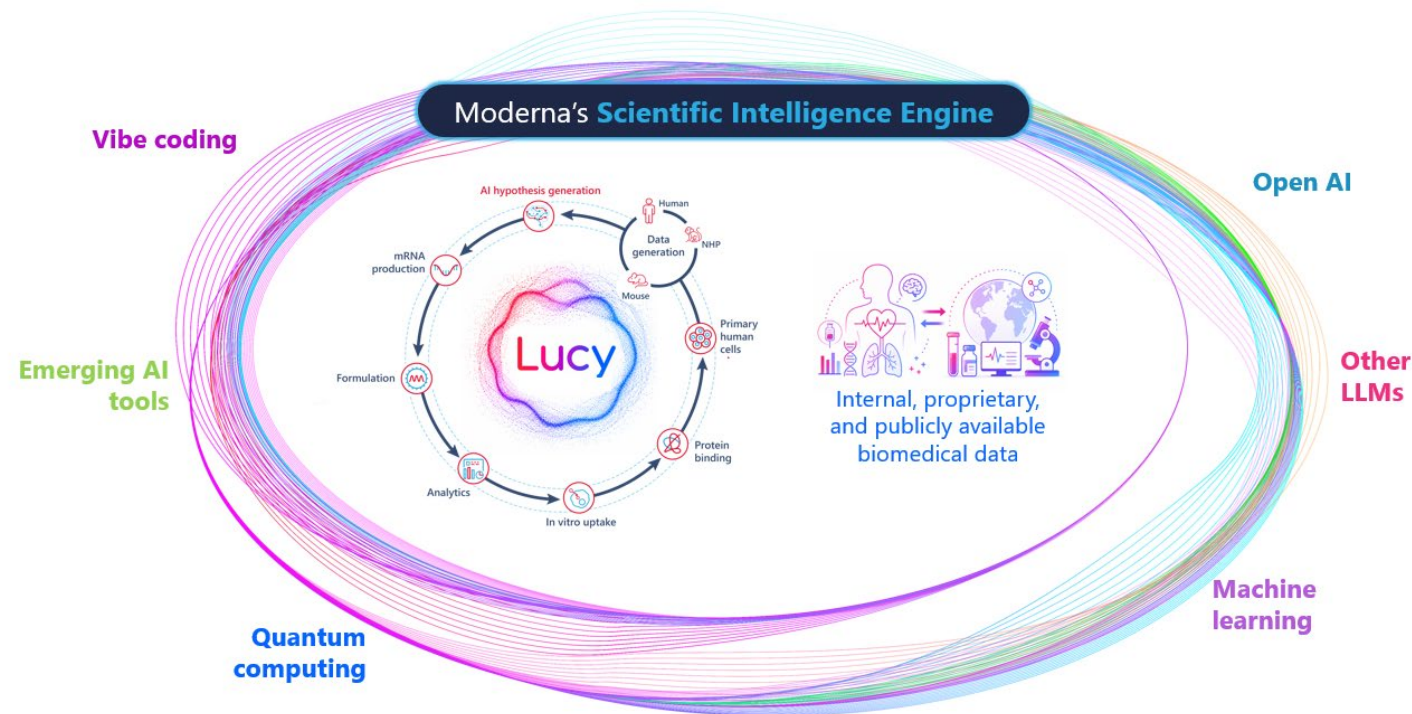 Moderna's Scientific Intelligence Engine
Vibe coding
Open AI
Emerging AI
tools
Other
LLMs
Quantum
computing
Machine
learning
AI hypothesis generation
Human
Data
generation
NHP
Mouse
mRNA
production
Formulation
Analytics
In vitro uptake
Protein
binding
Primary
human
cells
Lucy
Internal, proprietary,
and publicly available
biomedical data